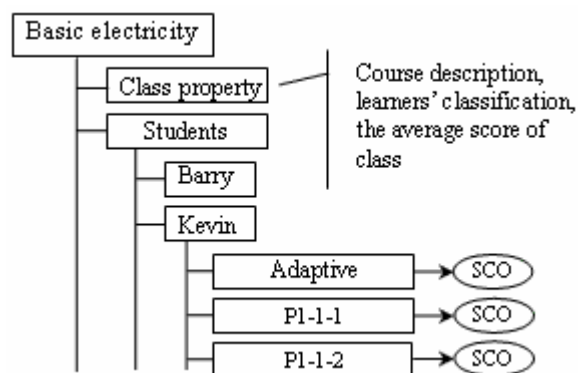 Basic electricity
Class property
Course description,
learners' classification,
the average score of
class
Students
Barry
Kevin
Adaptive
SCO
P1-1-1
SCO
P1-1-2
SCO